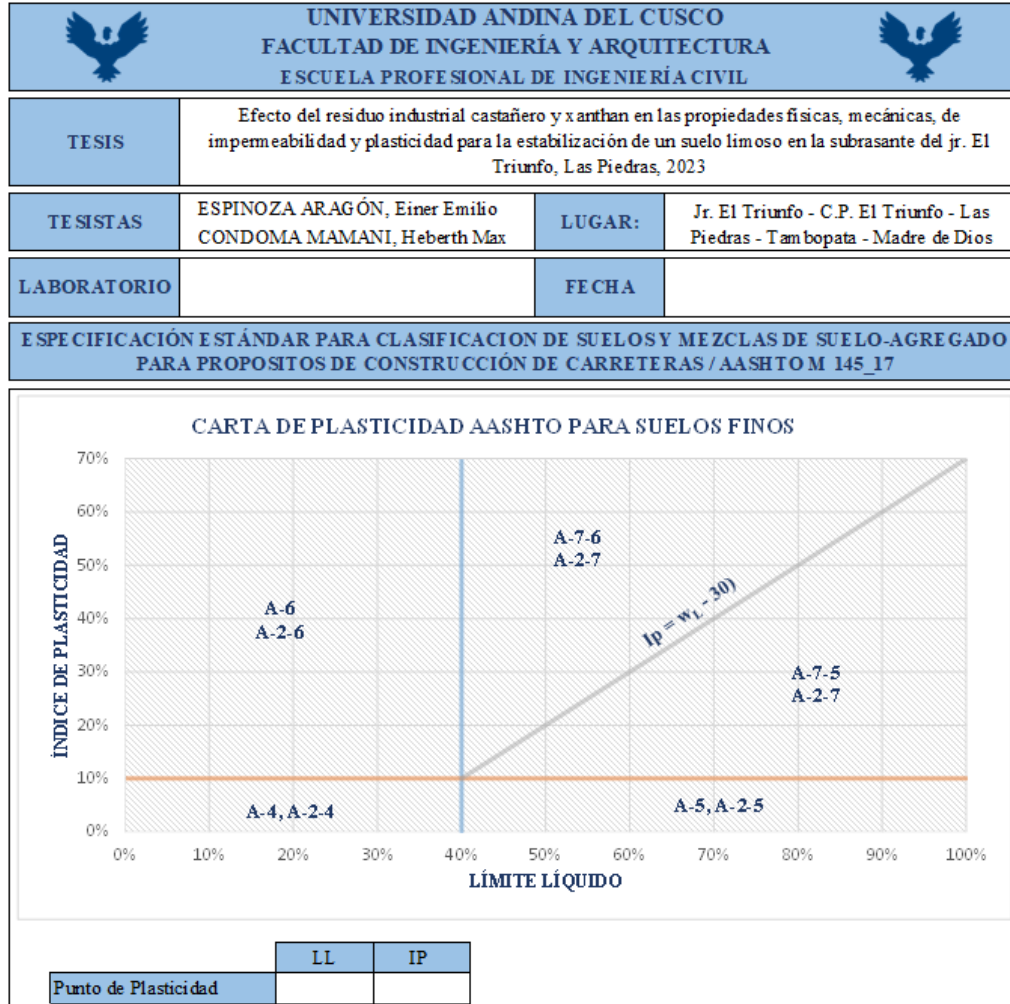 UNIVERSIDAD ANDINA DEL CUSCO
FACULTAD DE INGENIERÍA Y ARQUITECTURA
ESCUELA PROFESIONAL DE INGENIERÍA CIVIL
TESIS
Efecto del residuo industrial castañero y xanthan en las propiedades físicas, mecánicas, de
impermeabilidad y plasticidad para la estabilización de un suelo limoso en la subrasante del jr. El
Triunfo, Las Piedras, 2023
TESISTAS
ESPINOZA ARAGÓN, Einer Emilio
CONDOMA MAMANI, Heberth Max
LUGAR:
Jr. El Triunfo - C.P. El Triunfo - Las
Piedras - Tambopata - Madre de Dios
LABORATORIO
FECHA
ESPECIFICACIÓN ESTÁNDAR PARA CLASIFICACION DE SUELOS Y MEZCLAS DE SUELO-AGREGADO
PARA PROPOSITOS DE CONSTRUCCIÓN DE CARRETERAS / AASHTO M 145_17
CARTA DE PLASTICIDAD AASHTO PARA SUELOS FINOS
ÍNDICE DE PLASTICIDAD
70%
60%
50%
40%
30%
20%
10%
0%
A-7-6
A-2-7
A-6
A-2-6
Ip = wL - 30)
A-7-5
A-2-7
A-4, A-2-4
A-5, A-2-5
0% 10% 20% 30% 40% 50% 60% 70% 80% 90% 100%
LÍMITE LÍQUIDO
LL IP
Punto de Plasticidad